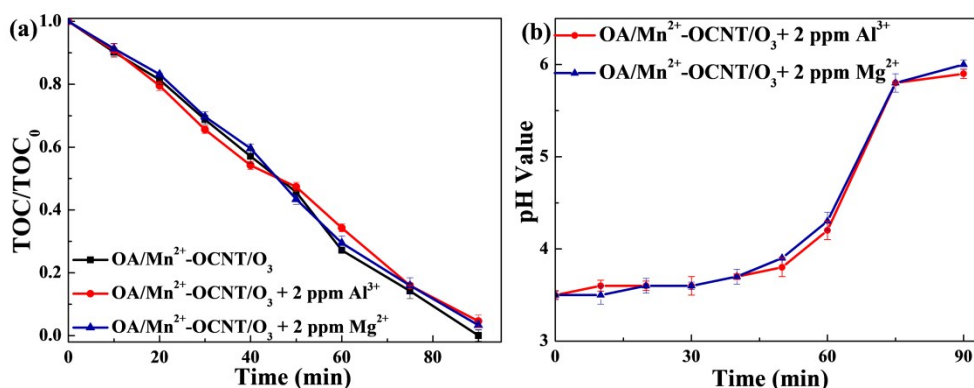 (a)
1.0
0.8
0.6
0.4
0.2
0.0
TOC/TOC₀
OA/Mn²⁺-OCNT/O₃
OA/Mn²⁺-OCNT/O₃ + 2 ppm Al³⁺
OA/Mn²⁺-OCNT/O₃ + 2 ppm Mg²⁺
0 20 40 60 80
Time (min)
(b)
OA/Mn²⁺-OCNT/O₃+ 2 ppm Al³⁺
OA/Mn²⁺-OCNT/O₃+ 2 ppm Mg²⁺
6
5
4
3
pH Value
0 30 60 90
Time (min)